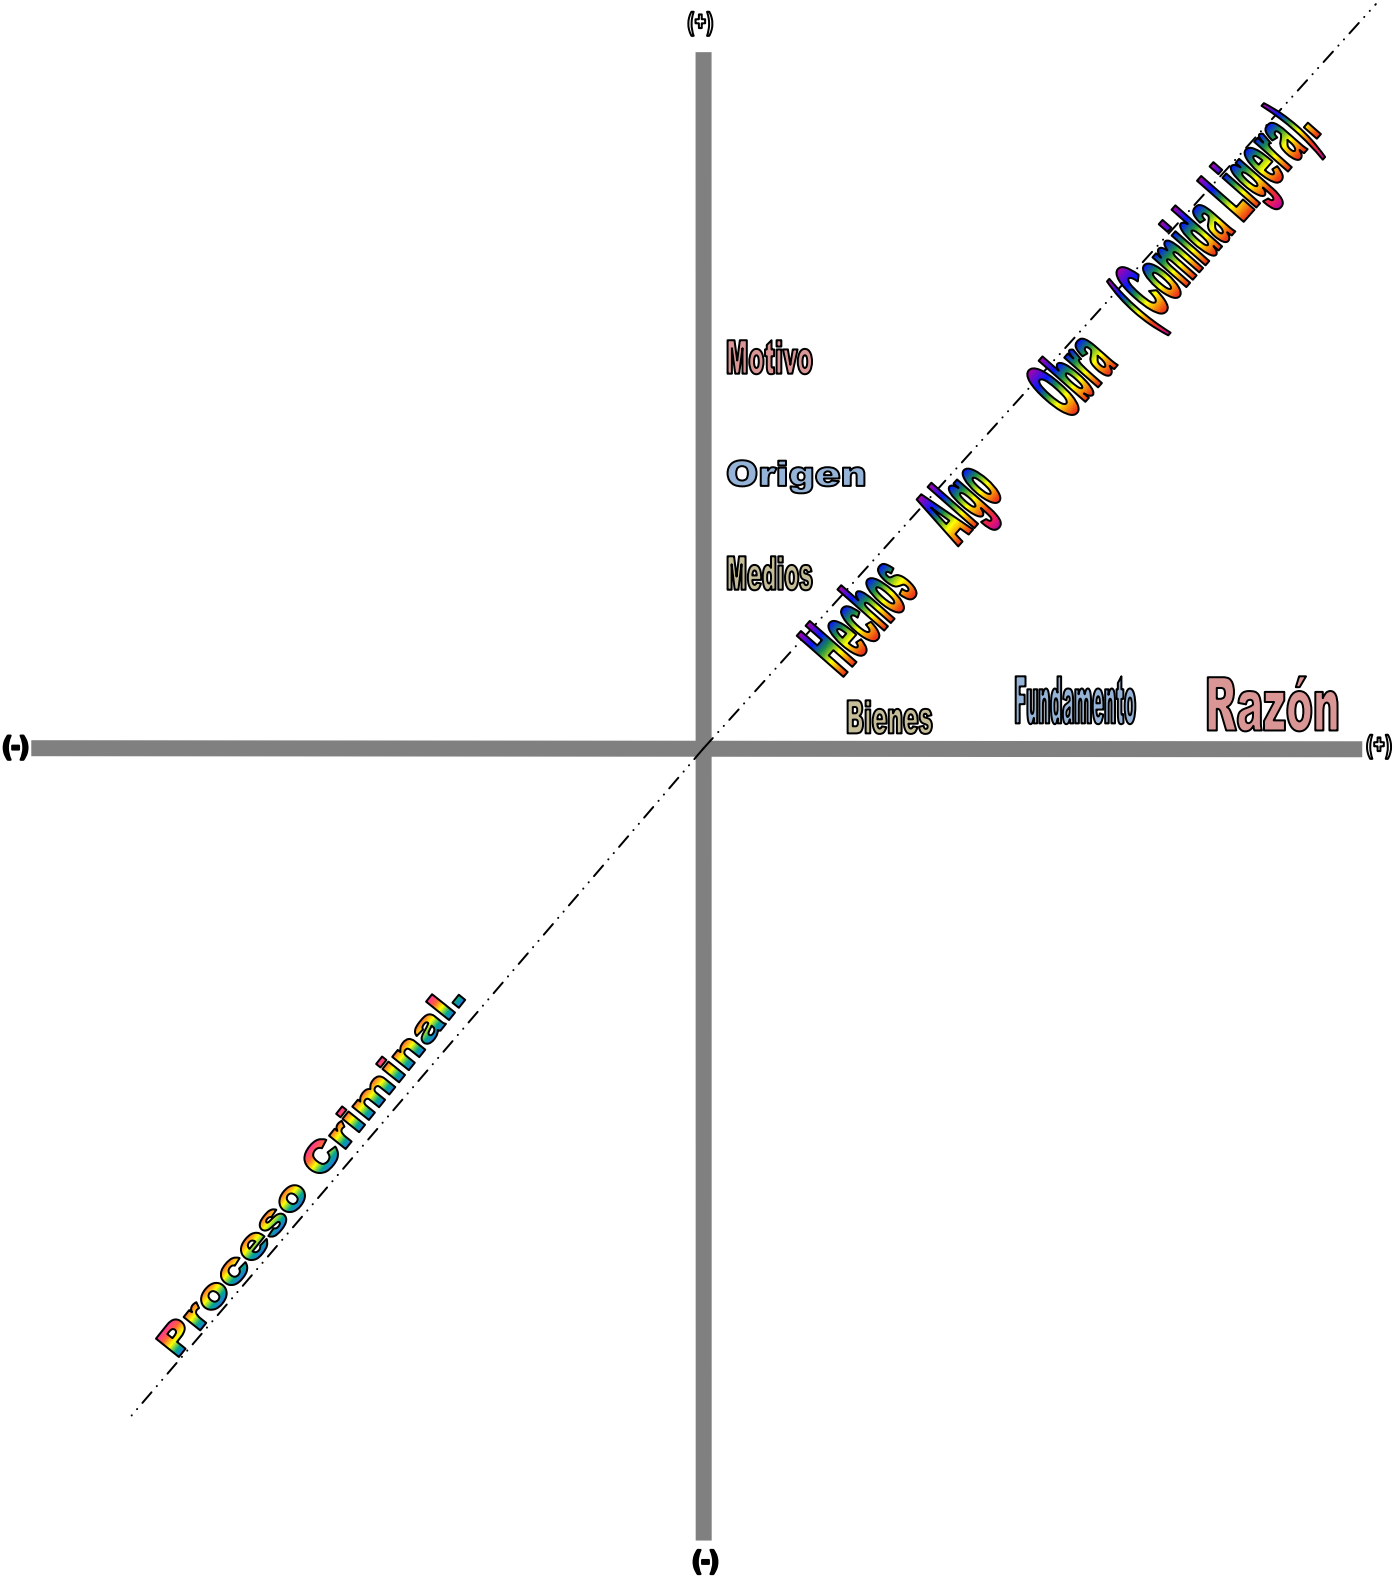 (+)
(Comida Ligera).
Obra
Motivo
Origen
Algo
Medios
Hechos
Bienes
Fundamento
Razón
(-)
(+)
Proceso Criminal.
(-)